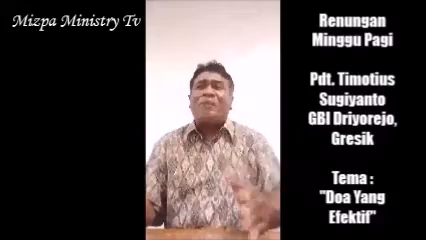 Mizpa Ministry Tv
Renungan
Minggu Pagi
Pdt. Timotius
Sugiyanto
GBI Driyorejo,
Gresik
Tema :
"Doa Yang
Efektif"